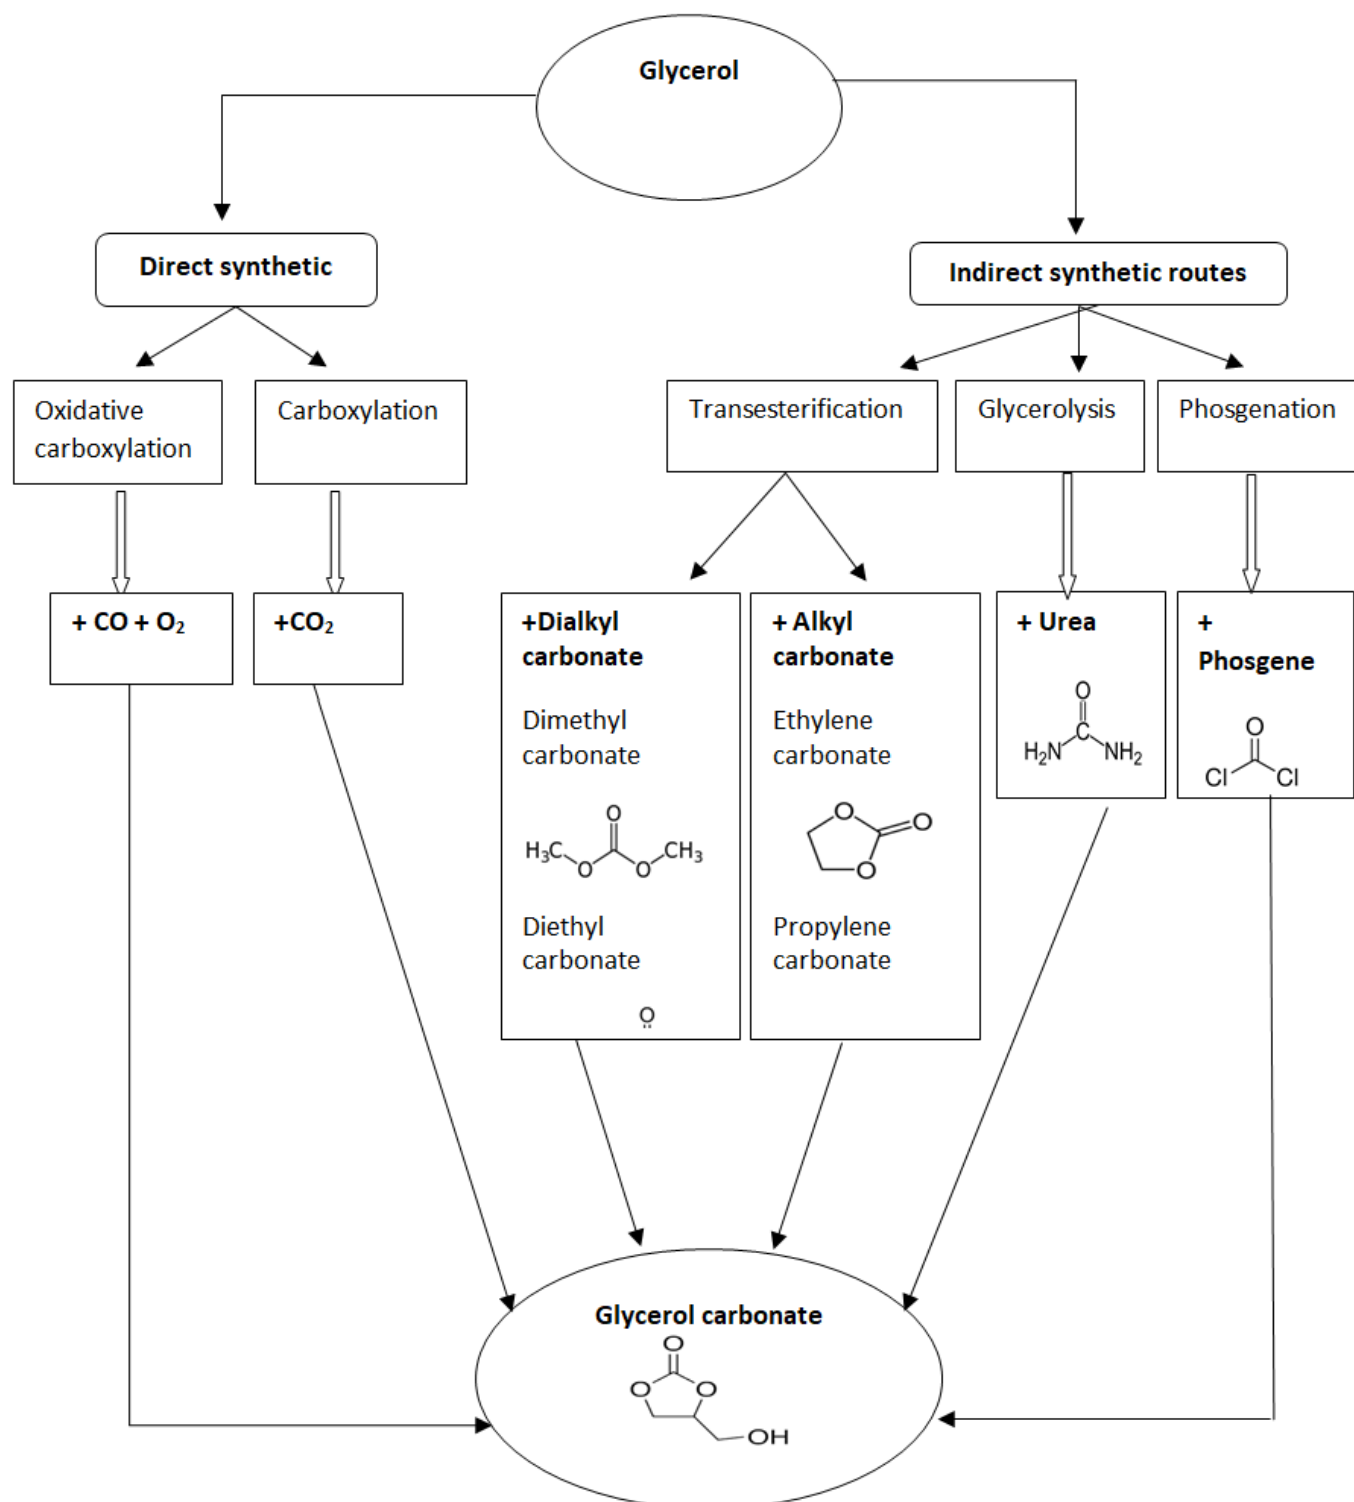 Glycerol
Direct synthetic
Indirect synthetic routes
Oxidative
carboxylation
Carboxylation
Transesterification
Glycerolysis
Phosgenation
+ CO + O₂
+CO₂
+Dialkyl
carbonate
Dimethyl
carbonate
O
H₃C
O
O
CH₃
Diethyl
carbonate
O
+ Alkyl
carbonate
Ethylene
carbonate
O
O
O
Propylene
carbonate
+ Urea
O
C
H₂N
NH₂
+
Phosgene
O
Cl
Cl
Glycerol carbonate
O
O
O
OH